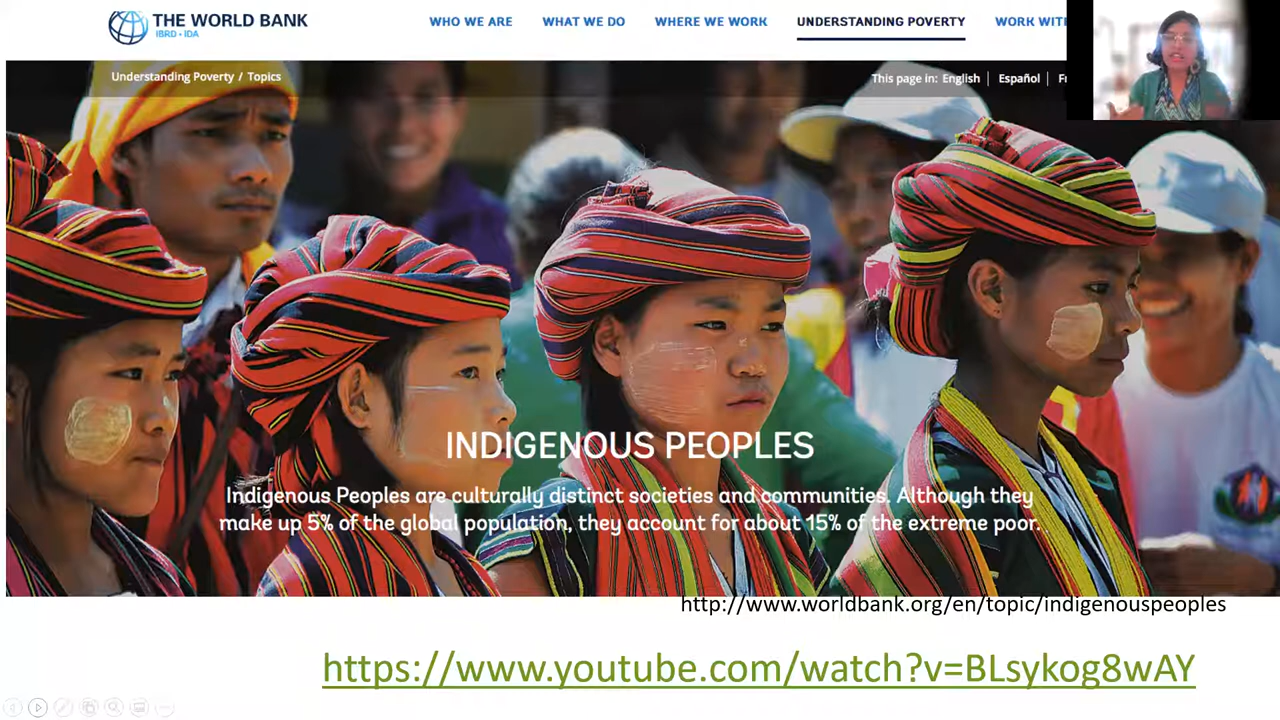 THE WORLD BANK
IBRD • IDA
WHO WE ARE
WHAT WE DO
WHERE WE WORK
UNDERSTANDING POVERTY
WORK WIT
Understanding Poverty / Topics
This page in: English | Español | F
INDIGENOUS PEOPLES
Indigenous Peoples are culturally distinct societies and communities. Although they
make up 5% of the global population, they account for about 15% of the extreme poor.
http://www.worldbank.org/en/topic/indigenouspeoples
https://www.youtube.com/watch?v=BLsykog8wAY